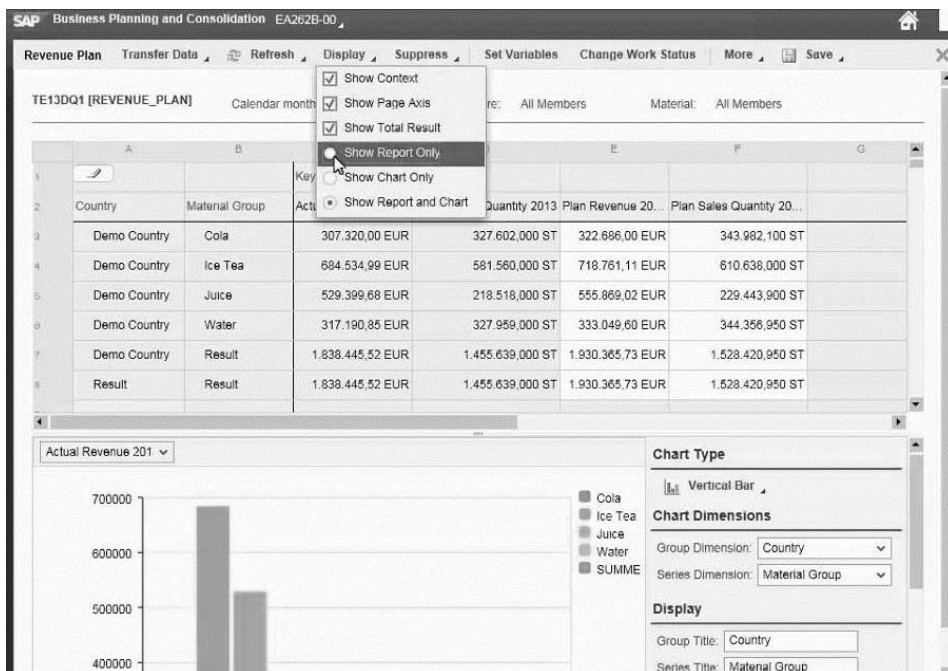 SAP Business Planning and Consolidation EA262B-00
Revenue Plan Transfer Data Refresh Display Suppress Set Variables Change Work Status More Save
Show Context
TE13DQ1 [REVENUE_PLAN] Calendar month re: All Members Material: All Members
Show Page Axis
Show Total Result
Show Report Only
Show Chart Only
Show Report and Chart
A B E F G
1 Key
2 Country Material Group Quantity 2013 Plan Revenue 20... Plan Sales Quantity 20...
3 Demo Country Cola 307.320,00 EUR 327.602,000 ST 322.686,00 EUR 343.982,100 ST
4 Demo Country Ice Tea 684.534,99 EUR 581.560,000 ST 718.761,11 EUR 610.638,000 ST
5 Demo Country Juice 529.399,68 EUR 218.518,000 ST 555.869,02 EUR 229.443,900 ST
6 Demo Country Water 317.190,85 EUR 327.959,000 ST 333.049,60 EUR 344.356,950 ST
7 Demo Country Result 1.838.445,52 EUR 1.455.639,000 ST 1.930.365,73 EUR 1.528.420,950 ST
8 Result Result 1.838.445,52 EUR 1.455.639,000 ST 1.930.365,73 EUR 1.528.420,950 ST
Actual Revenue 201
700000
600000
500000
400000
Cola
Ice Tea
Juice
Water
SUMME
Chart Type
Vertical Bar
Chart Dimensions
Group Dimension: Country
Series Dimension: Material Group
Display
Group Title: Country
Series Title: Material Group